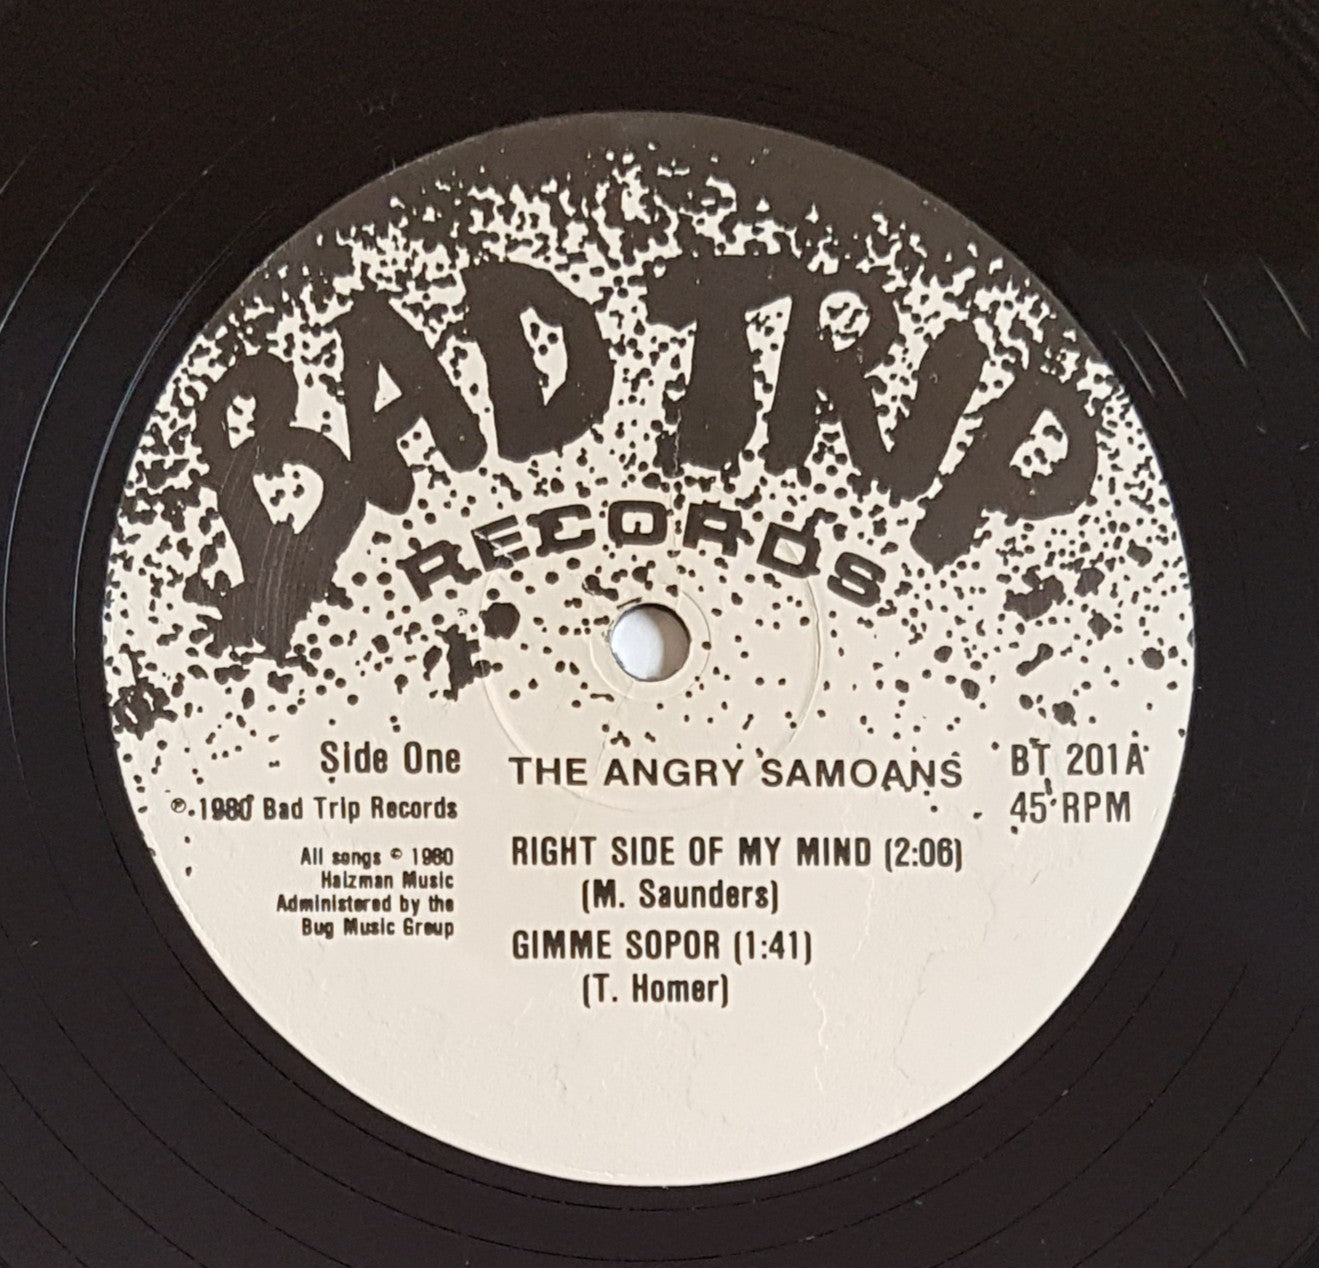 BAD TRIP
RECORDS
Side One
℗ 1980 Bad Trip Records
All songs © 1980
Halzman Music
Administered by the
Bug Music Group
THE ANGRY SAMOANS
RIGHT SIDE OF MY MIND (2:06)
(M. Saunders)
GIMME SOPOR (1:41)
(T. Homer)
BT 201A
45 RPM